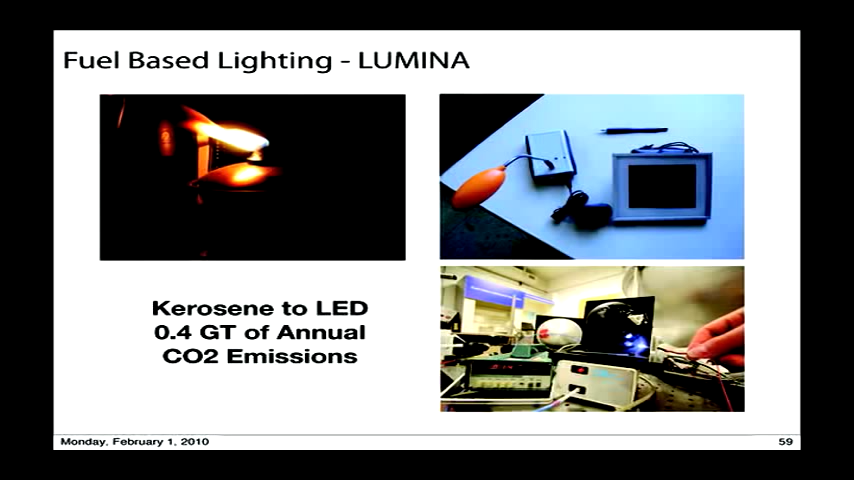 Fuel Based Lighting - LUMINA
Kerosene to LED
0.4 GT of Annual
CO2 Emissions
Monday, February 1, 2010
59